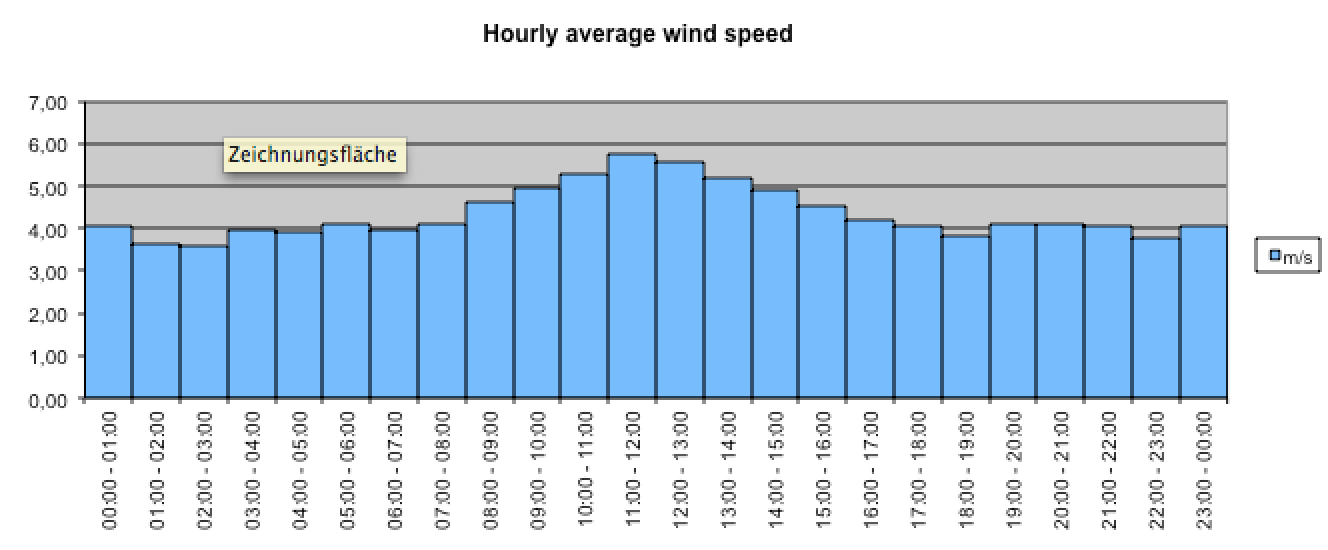 Hourly average wind speed
7,00
6,00
Zeichnungsfläche
5,00
4,00
3,00
2,00
1,00
0,00
m/s
00:00 - 01:00
01:00 - 02:00
02:00 - 03:00
03:00 - 04:00
04:00 - 05:00
05:00 - 06:00
06:00 - 07:00
07:00 - 08:00
08:00 - 09:00
09:00 - 10:00
10:00 - 11:00
11:00 - 12:00
12:00 - 13:00
13:00 - 14:00
14:00 - 15:00
15:00 - 16:00
16:00 - 17:00
17:00 - 18:00
18:00 - 19:00
19:00 - 20:00
20:00 - 21:00
21:00 - 22:00
22:00 - 23:00
23:00 - 00:00